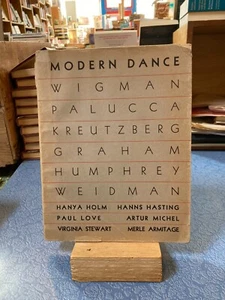 MODERN DANCE
WIGMAN
PALUCCA
KREUTZBERG
GRAHAM
HUMPHREY
WEIDMAN
HANYA HOLM HANNS HASTING
PAUL LOVE ARTUR MICHEL
VIRGINIA STEWART MERLE ARMITAGE